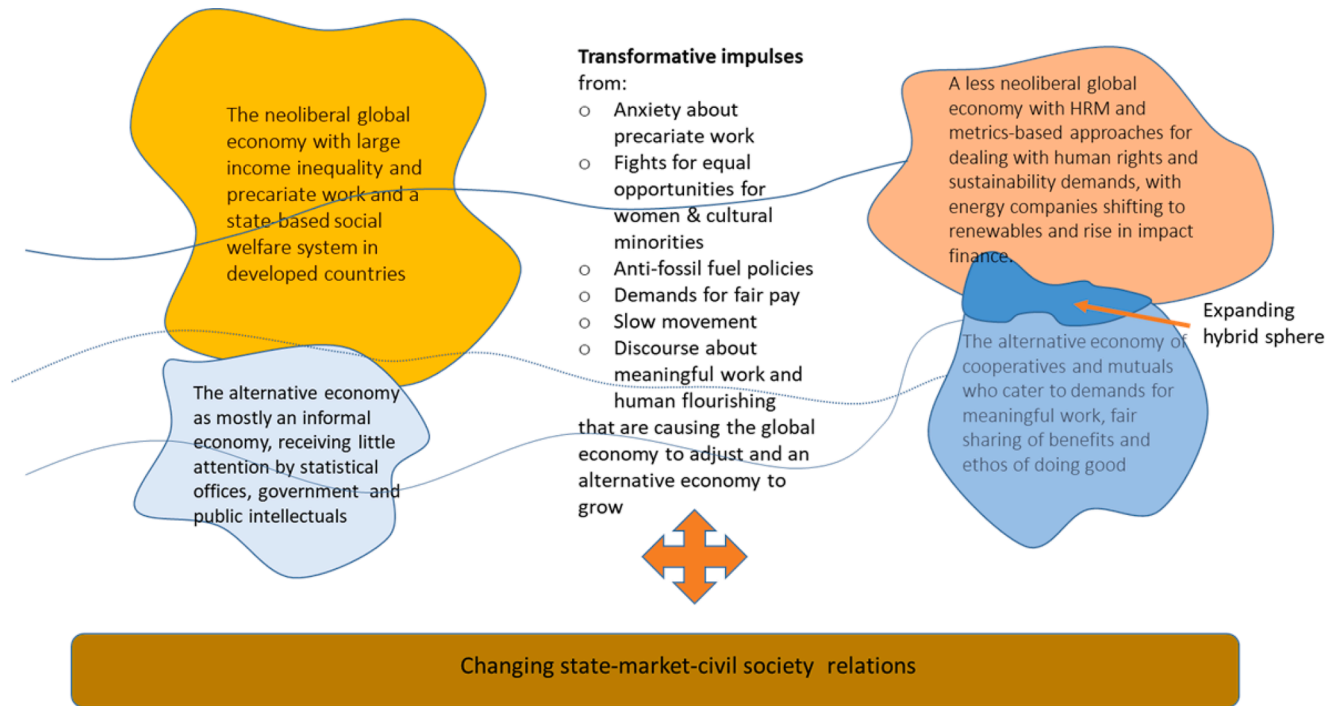 The neoliberal global
economy with large
income inequality and
precariate work and a
state-based social
welfare system in
developed countries
The alternative economy
as mostly an informal
economy, receiving little
attention by statistical
offices, government and
public intellectuals
Transformative impulses
from:
o Anxiety about
precariate work
o Fights for equal
opportunities for
women & cultural
minorities
o Anti-fossil fuel policies
o Demands for fair pay
o Slow movement
o Discourse about
meaningful work and
human flourishing
that are causing the global
economy to adjust and an
alternative economy to
grow
A less neoliberal global
economy with HRM and
metrics-based approaches for
dealing with human rights and
sustainability demands, with
energy companies shifting to
renewables and rise in impact
finance.
Expanding
hybrid sphere
The alternative economy of
cooperatives and mutuals
who cater to demands for
meaningful work, fair
sharing of benefits and
ethos of doing good
Changing state-market-civil society relations